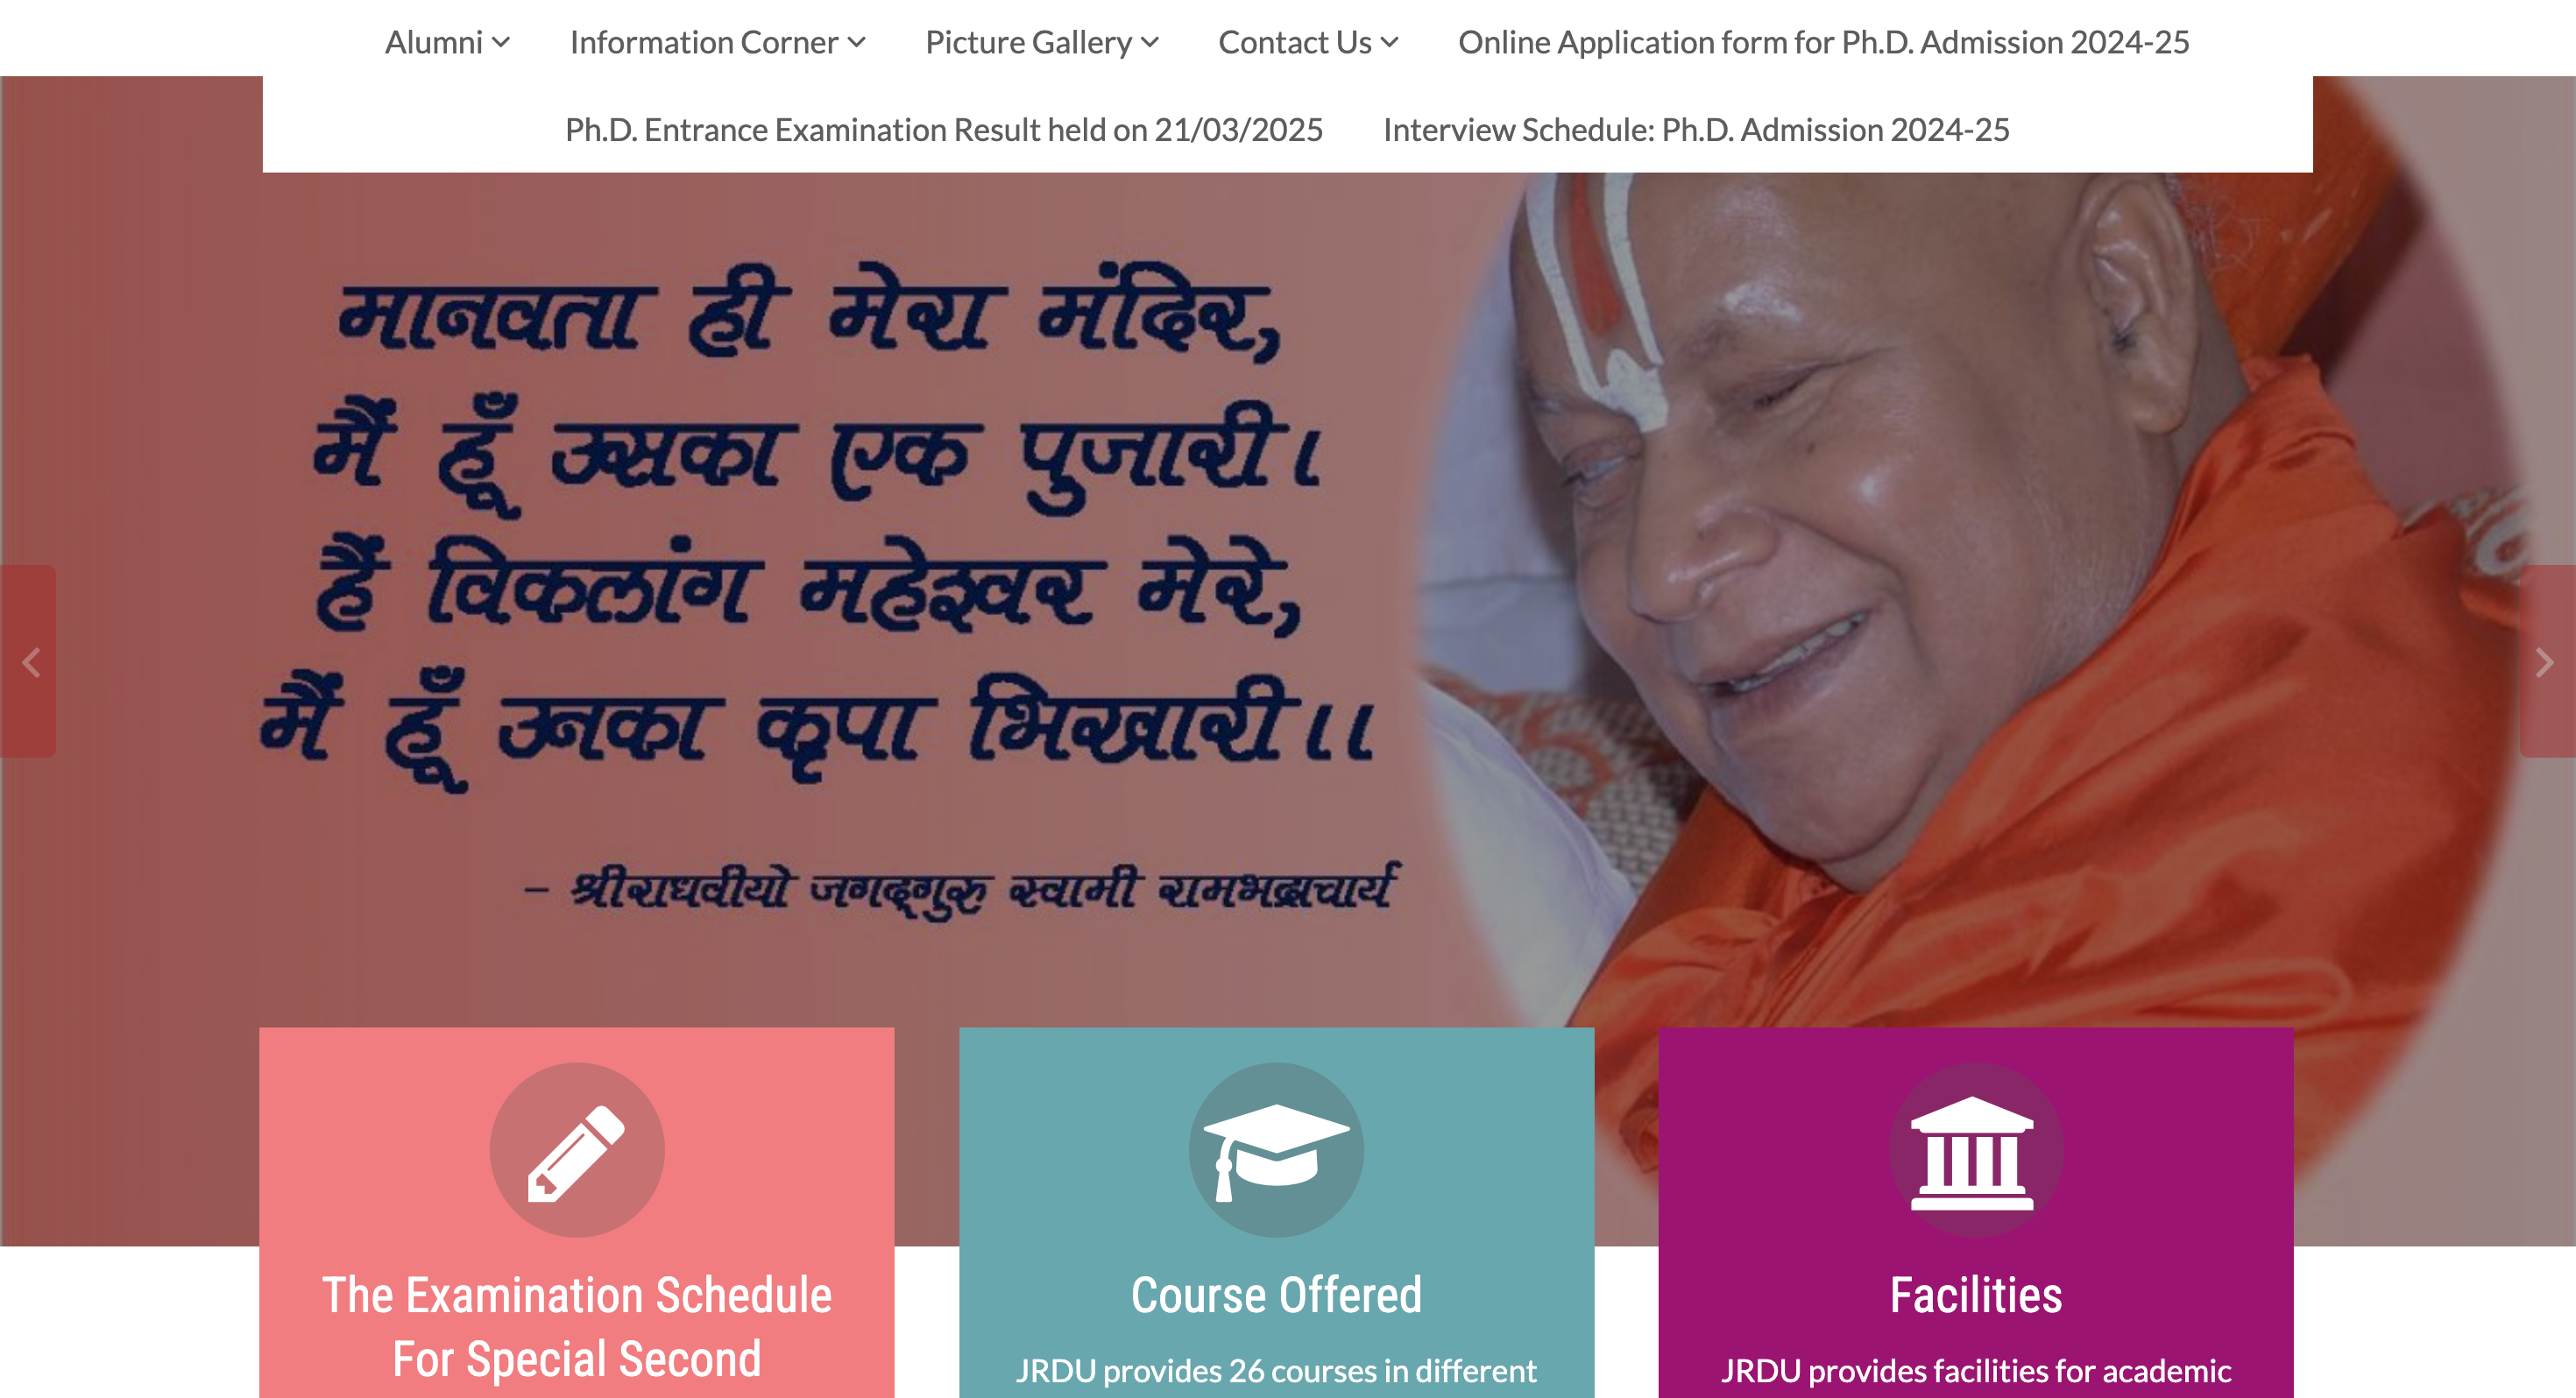 Alumni Information Corner Picture Gallery Contact Us Online Application form for Ph.D. Admission 2024-25
Ph.D. Entrance Examination Result held on 21/03/2025 Interview Schedule: Ph.D. Admission 2024-25
मानवता ही मेरा मंदिर,
मैं हूँ उसका एक पुजारी।
हैं विकलांग महेश्वर मेरे,
मैं हूँ उनका कृपा भिखारी।।
– श्रीराघवीयो जगद्गुरु स्वामी रामभद्राचार्य
The Examination Schedule
For Special Second
Course Offered
JRDU provides 26 courses in different
Facilities
JRDU provides facilities for academic